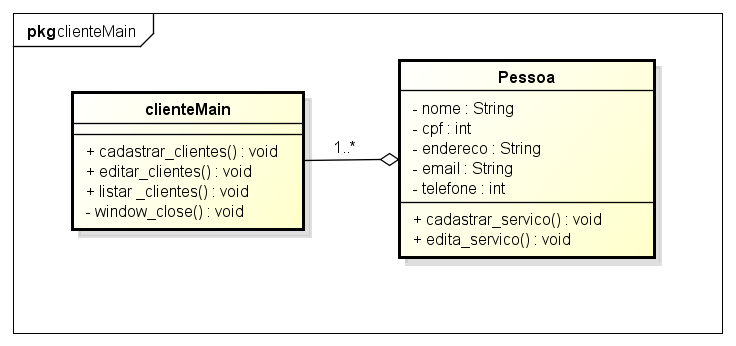 pkg clienteMain
clienteMain
+ cadastrar_clientes() : void
+ editar_clientes() : void
+ listar _clientes() : void
- window_close() : void
1..*
Pessoa
- nome : String
- cpf : int
- endereco : String
- email : String
- telefone : int
+ cadastrar_servico() : void
+ edita_servico() : void